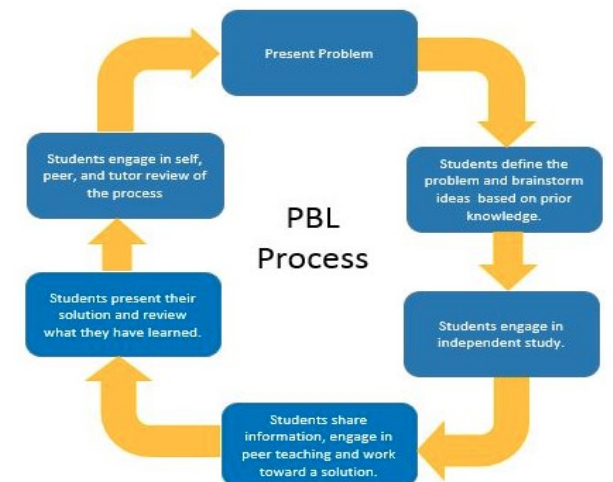 Present Problem
Students define the
problem and brainstorm
ideas based on prior
knowledge.
Students engage in
independent study.
Students share
information, engage in
peer teaching and work
toward a solution.
Students present their
solution and review
what they have learned.
Students engage in self,
peer, and tutor review of
the process
PBL
Process